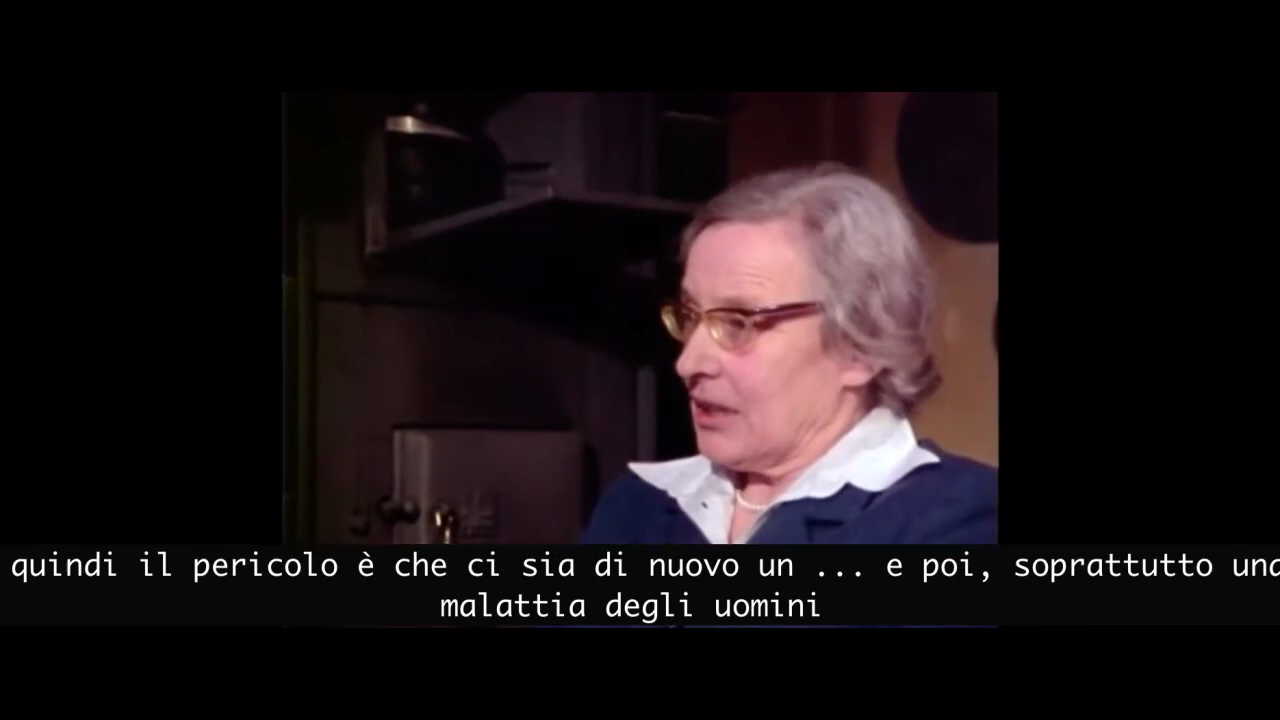 quindi il pericolo è che ci sia di nuovo un ... e poi, soprattutto una
malattia degli uomini